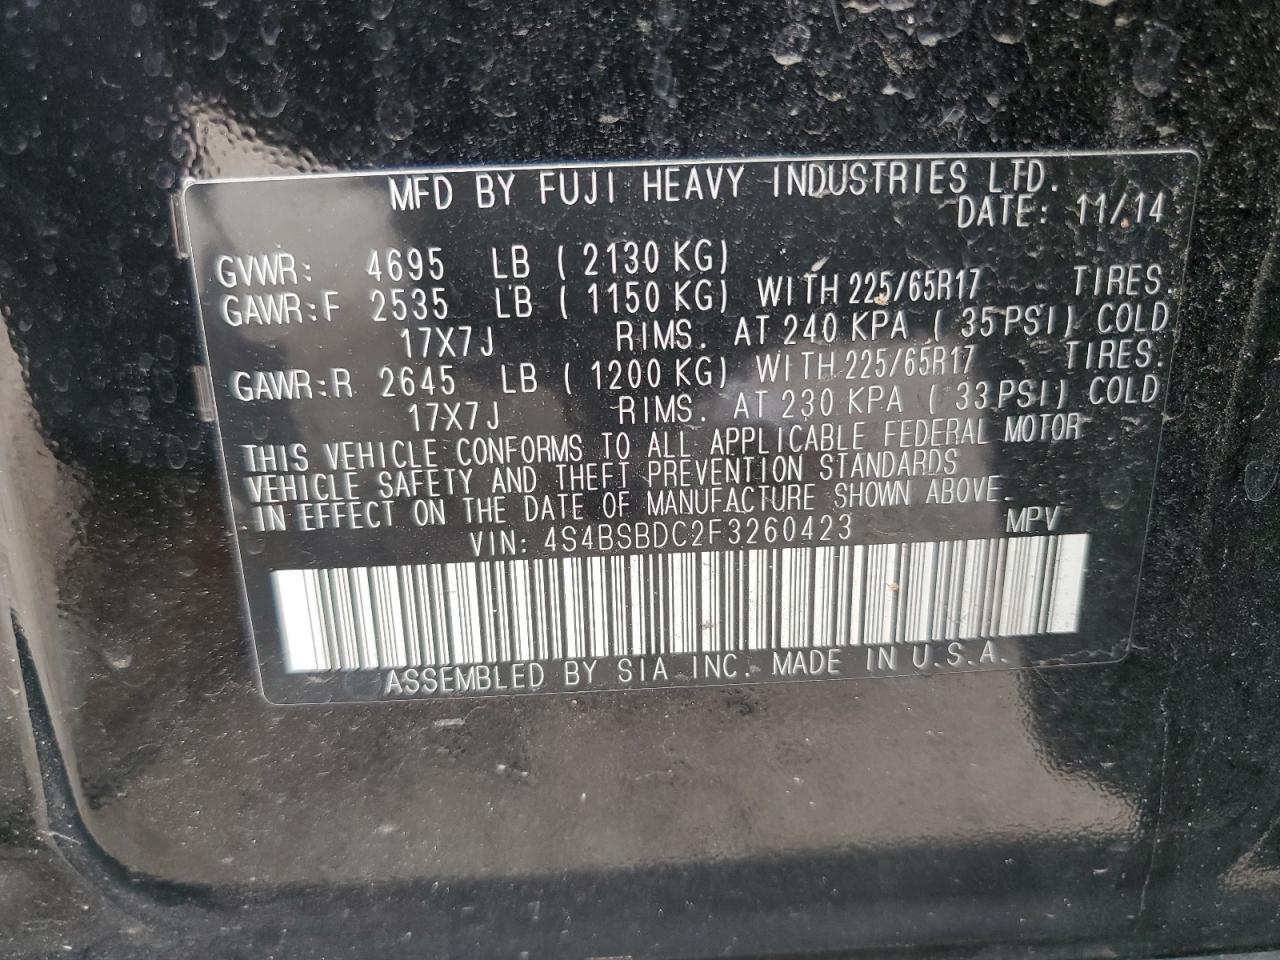 MFD BY FUJI HEAVY INDUSTRIES LTD.
DATE: 11/14
GVWR: 4695 LB (2130 KG)
GAWR:F 2535 LB (1150 KG) WITH 225/65R17 TIRES.
17X7J RIMS. AT 240 KPA (35PSI) COLD
GAWR:R 2645 LB (1200 KG) WITH 225/65R17 TIRES.
17X7J RIMS. AT 230 KPA (33PSI) COLD
THIS VEHICLE CONFORMS TO ALL APPLICABLE FEDERAL MOTOR
VEHICLE SAFETY AND THEFT PREVENTION STANDARDS
IN EFFECT ON THE DATE OF MANUFACTURE SHOWN ABOVE.
VIN: 4S4BSBDC2F3260423 MPV
ASSEMBLED BY SIA INC. MADE IN U.S.A.